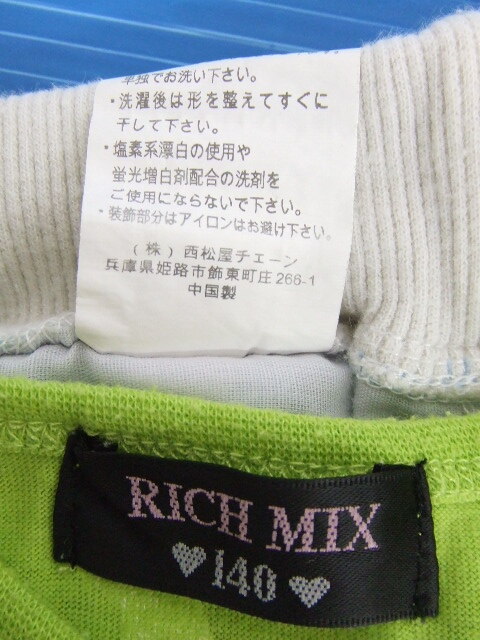 単独でお洗い下さい。
・洗濯後は形を整えてすぐに
干して下さい。
・塩素系漂白の使用や
蛍光増白剤配合の洗剤を
ご使用にならないで下さい。
・装飾部分はアイロンはお避け下さい。
(株)西松屋チェーン
兵庫県姫路市飾東町庄266-1
中国製
RICH MIX
♥140♥